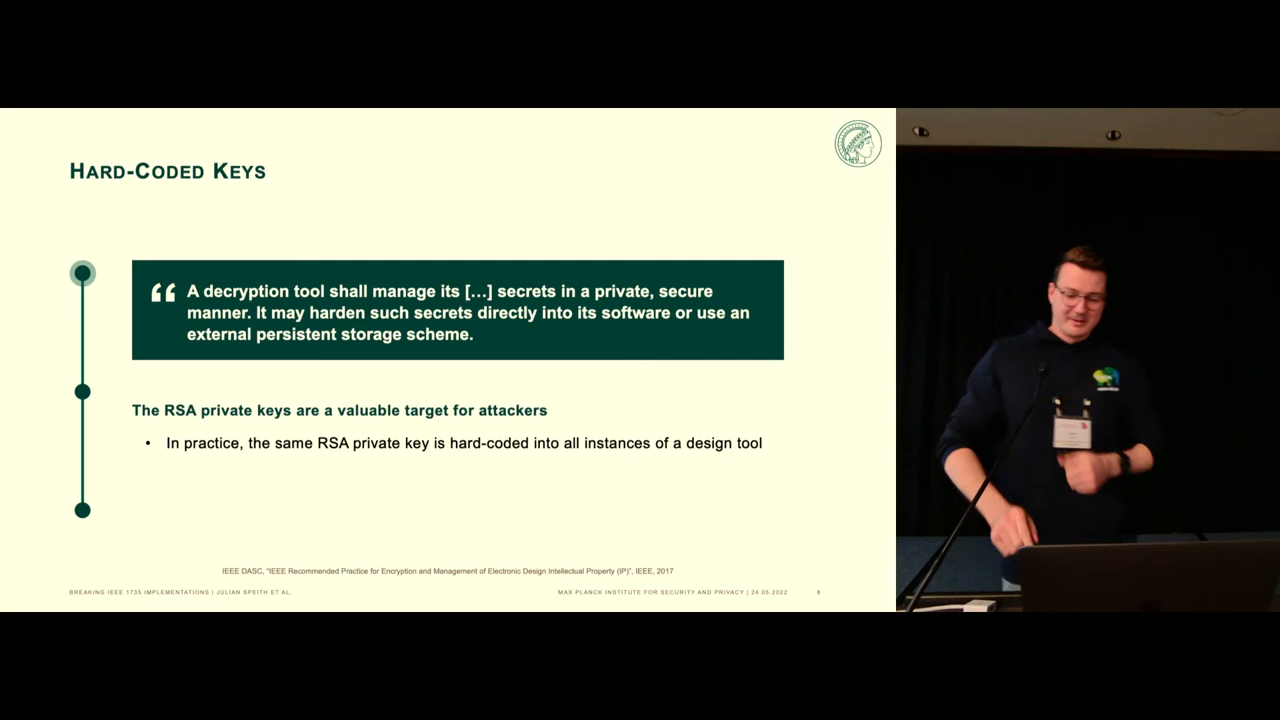 HARD-CODED KEYS
“ A decryption tool shall manage its […] secrets in a private, secure
manner. It may harden such secrets directly into its software or use an
external persistent storage scheme.
The RSA private keys are a valuable target for attackers
• In practice, the same RSA private key is hard-coded into all instances of a design tool
IEEE DASC, "IEEE Recommended Practice for Encryption and Management of Electronic Design Intellectual Property (IP)", IEEE, 2017
BREAKING IEEE 1735 IMPLEMENTATIONS | JULIAN SPEITH ET AL.
MAX PLANCK INSTITUTE FOR SECURITY AND PRIVACY | 24.05.2022
8